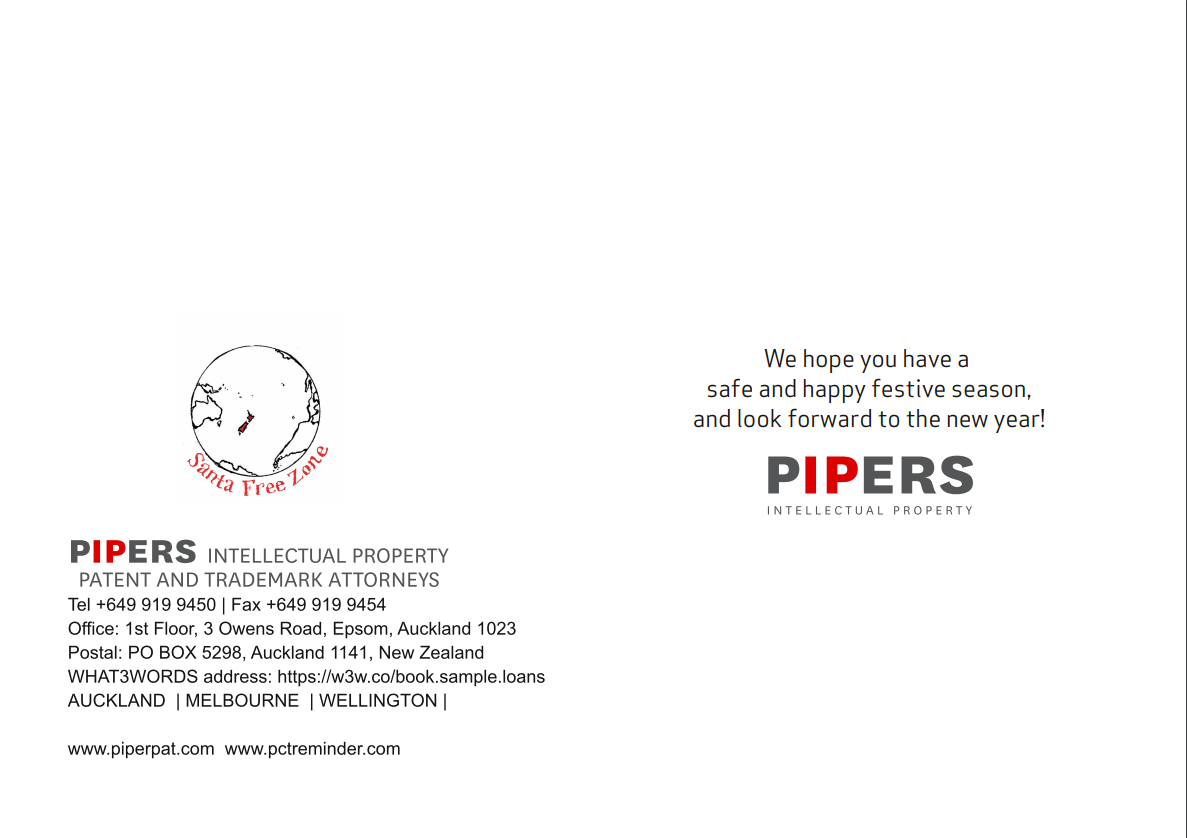 Santa Free Zone
PIPERS INTELLECTUAL PROPERTY
PATENT AND TRADEMARK ATTORNEYS
Tel +649 919 9450 | Fax +649 919 9454
Office: 1st Floor, 3 Owens Road, Epsom, Auckland 1023
Postal: PO BOX 5298, Auckland 1141, New Zealand
WHAT3WORDS address: https://w3w.co/book.sample.loans
AUCKLAND | MELBOURNE | WELLINGTON |
www.piperpat.com www.pctreminder.com
We hope you have a
safe and happy festive season,
and look forward to the new year!
PIPERS
INTELLECTUAL PROPERTY